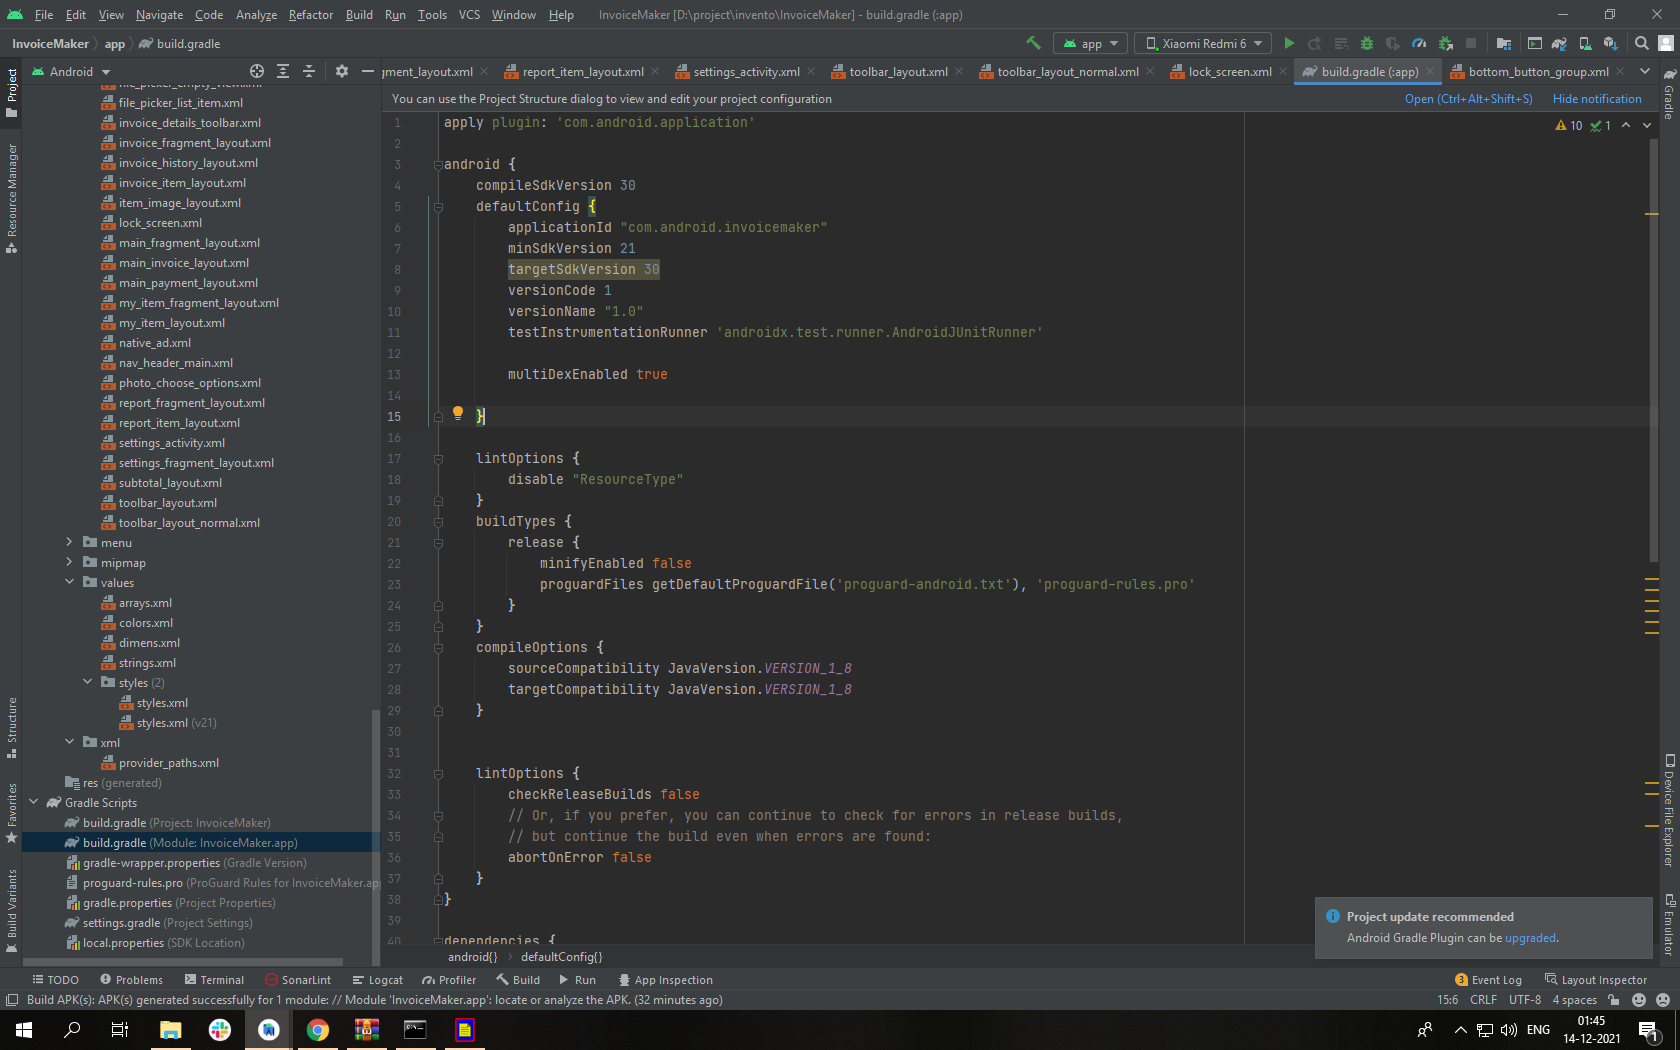 File Edit View Navigate Code Analyze Refactor Build Run Tools VCS Window Help InvoiceMaker [D:\project\invento\InvoiceMaker] - build.gradle (:app)
InvoiceMaker app build.gradle
app
Xiaomi Redmi 6
Android
gment_layout.xml report_item_layout.xml settings_activity.xml toolbar_layout.xml toolbar_layout_normal.xml lock_screen.xml build.gradle (:app) bottom_button_group.xml
You can use the Project Structure dialog to view and edit your project configuration
Open (Ctrl+Alt+Shift+S) Hide notification
Project
Resource Manager
Structure
Favorites
Build Variants
file_picker_empty_view.xml
file_picker_list_item.xml
invoice_details_toolbar.xml
invoice_fragment_layout.xml
invoice_history_layout.xml
invoice_item_layout.xml
item_image_layout.xml
lock_screen.xml
main_fragment_layout.xml
main_invoice_layout.xml
main_payment_layout.xml
my_item_fragment_layout.xml
my_item_layout.xml
native_ad.xml
nav_header_main.xml
photo_choose_options.xml
report_fragment_layout.xml
report_item_layout.xml
settings_activity.xml
settings_fragment_layout.xml
subtotal_layout.xml
toolbar_layout.xml
toolbar_layout_normal.xml
menu
mipmap
values
arrays.xml
colors.xml
dimens.xml
strings.xml
styles (2)
styles.xml
styles.xml (v21)
xml
provider_paths.xml
res (generated)
Gradle Scripts
build.gradle (Project: InvoiceMaker)
build.gradle (Module: InvoiceMaker.app)
gradle-wrapper.properties (Gradle Version)
proguard-rules.pro (ProGuard Rules for InvoiceMaker.ap
gradle.properties (Project Properties)
settings.gradle (Project Settings)
local.properties (SDK Location)
1 apply plugin: 'com.android.application'
2
3 android {
4 compileSdkVersion 30
5 defaultConfig {
6 applicationId "com.android.invoicemaker"
7 minSdkVersion 21
8 targetSdkVersion 30
9 versionCode 1
10 versionName "1.0"
11 testInstrumentationRunner 'androidx.test.runner.AndroidJUnitRunner'
12
13 multiDexEnabled true
14
15 }
16
17 lintOptions {
18 disable "ResourceType"
19 }
20 buildTypes {
21 release {
22 minifyEnabled false
23 proguardFiles getDefaultProguardFile('proguard-android.txt'), 'proguard-rules.pro'
24 }
25 }
26 compileOptions {
27 sourceCompatibility JavaVersion.VERSION_1_8
28 targetCompatibility JavaVersion.VERSION_1_8
29 }
30
31
32 lintOptions {
33 checkReleaseBuilds false
34 // Or, if you prefer, you can continue to check for errors in release builds,
35 // but continue the build even when errors are found:
36 abortOnError false
37 }
38 }
39
40 dependencies {
10 1
Gradle
Device File Explorer
Emulator
Project update recommended
Android Gradle Plugin can be upgraded.
android{} defaultConfig{}
TODO Problems Terminal SonarLint Logcat Profiler Build Run App Inspection
3 Event Log Layout Inspector
Build APK(s): APK(s) generated successfully for 1 module: // Module 'InvoiceMaker.app': locate or analyze the APK. (32 minutes ago)
15:6 CRLF UTF-8 4 spaces
ENG
01:45
14-12-2021
1